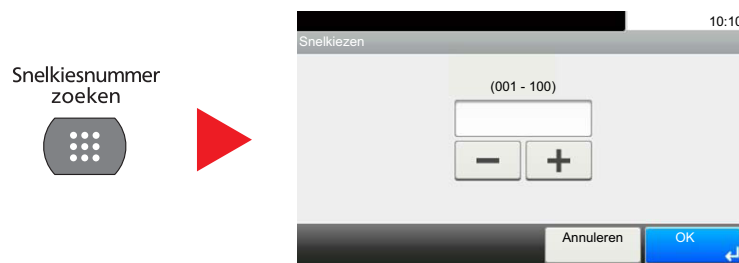 Snelkiesnummer
zoeken
10:10
Snelkiezen
(001 - 100)
Annuleren
OK